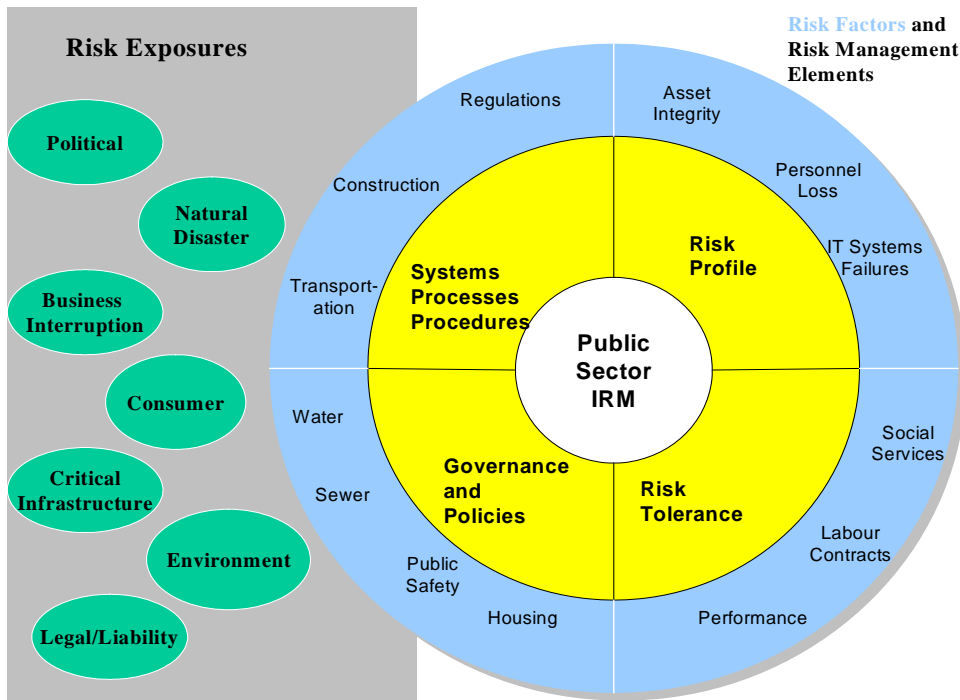 Risk Exposures
Political
Natural
Disaster
Business
Interruption
Consumer
Critical
Infrastructure
Environment
Legal/Liability
Risk Factors and
Risk Management
Elements
Regulations
Construction
Transport-
ation
Asset
Integrity
Personnel
Loss
IT Systems
Failures
Systems
Processes
Procedures
Risk
Profile
Public
Sector
IRM
Governance
and
Policies
Risk
Tolerance
Water
Sewer
Public
Safety
Housing
Social
Services
Labour
Contracts
Performance